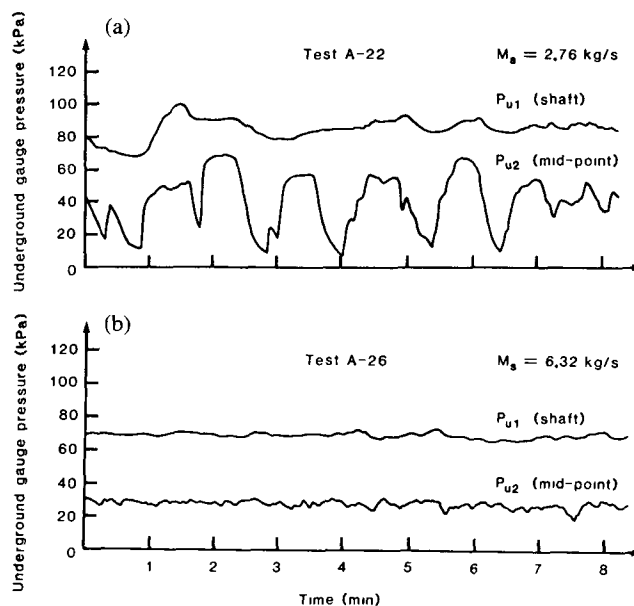 (a)
Test A-22
M_s = 2.76 kg/s
Underground gauge pressure (kPa)
120
100
80
60
40
20
0
P_u1 (shaft)
P_u2 (mid-point)
(b)
Test A-26
M_s = 6.32 kg/s
Underground gauge pressure (kPa)
120
100
80
60
40
20
0
P_u1 (shaft)
P_u2 (mid-point)
1 2 3 4 5 6 7 8
Time (min)